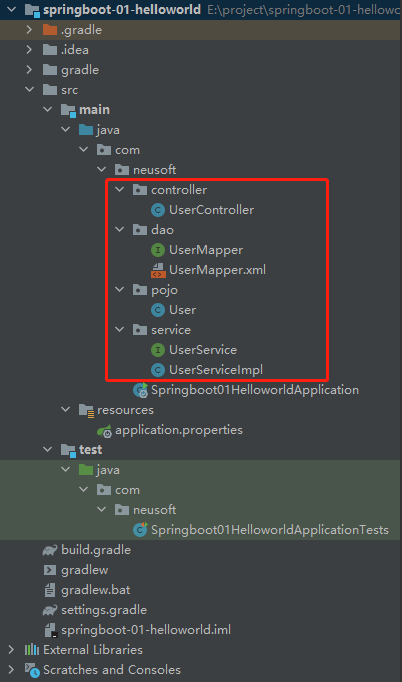 springboot-01-helloworld E:\project\springboot-01-hellowo
.gradle
.idea
gradle
src
main
java
com
neusoft
controller
UserController
dao
UserMapper
UserMapper.xml
pojo
User
service
UserService
UserServiceImpl
Springboot01HelloworldApplication
resources
application.properties
test
java
com
neusoft
Springboot01HelloworldApplicationTests
build.gradle
gradlew
gradlew.bat
settings.gradle
springboot-01-helloworld.iml
External Libraries
Scratches and Consoles